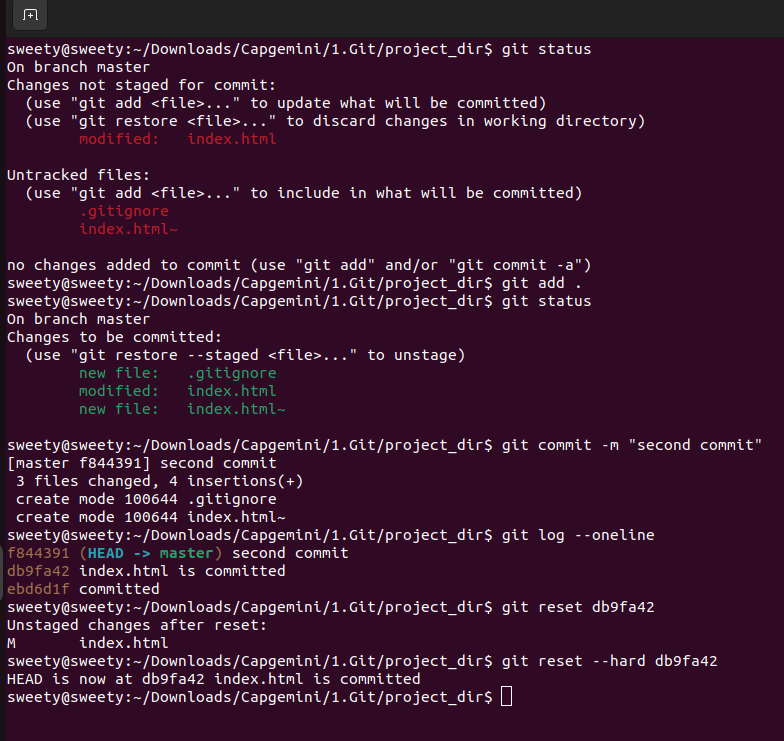 sweety@sweety:~/Downloads/Capgemini/1.Git/project_dir$ git status
On branch master
Changes not staged for commit:
  (use "git add <file>..." to update what will be committed)
  (use "git restore <file>..." to discard changes in working directory)
        modified:   index.html

Untracked files:
  (use "git add <file>..." to include in what will be committed)
        .gitignore
        index.html~

no changes added to commit (use "git add" and/or "git commit -a")
sweety@sweety:~/Downloads/Capgemini/1.Git/project_dir$ git add .
sweety@sweety:~/Downloads/Capgemini/1.Git/project_dir$ git status
On branch master
Changes to be committed:
  (use "git restore --staged <file>..." to unstage)
        new file:   .gitignore
        modified:   index.html
        new file:   index.html~

sweety@sweety:~/Downloads/Capgemini/1.Git/project_dir$ git commit -m "second commit"
[master f844391] second commit
 3 files changed, 4 insertions(+)
 create mode 100644 .gitignore
 create mode 100644 index.html~
sweety@sweety:~/Downloads/Capgemini/1.Git/project_dir$ git log --oneline
f844391 (HEAD -> master) second commit
db9fa42 index.html is committed
ebd6d1f committed
sweety@sweety:~/Downloads/Capgemini/1.Git/project_dir$ git reset db9fa42
Unstaged changes after reset:
M       index.html
sweety@sweety:~/Downloads/Capgemini/1.Git/project_dir$ git reset --hard db9fa42
HEAD is now at db9fa42 index.html is committed
sweety@sweety:~/Downloads/Capgemini/1.Git/project_dir$